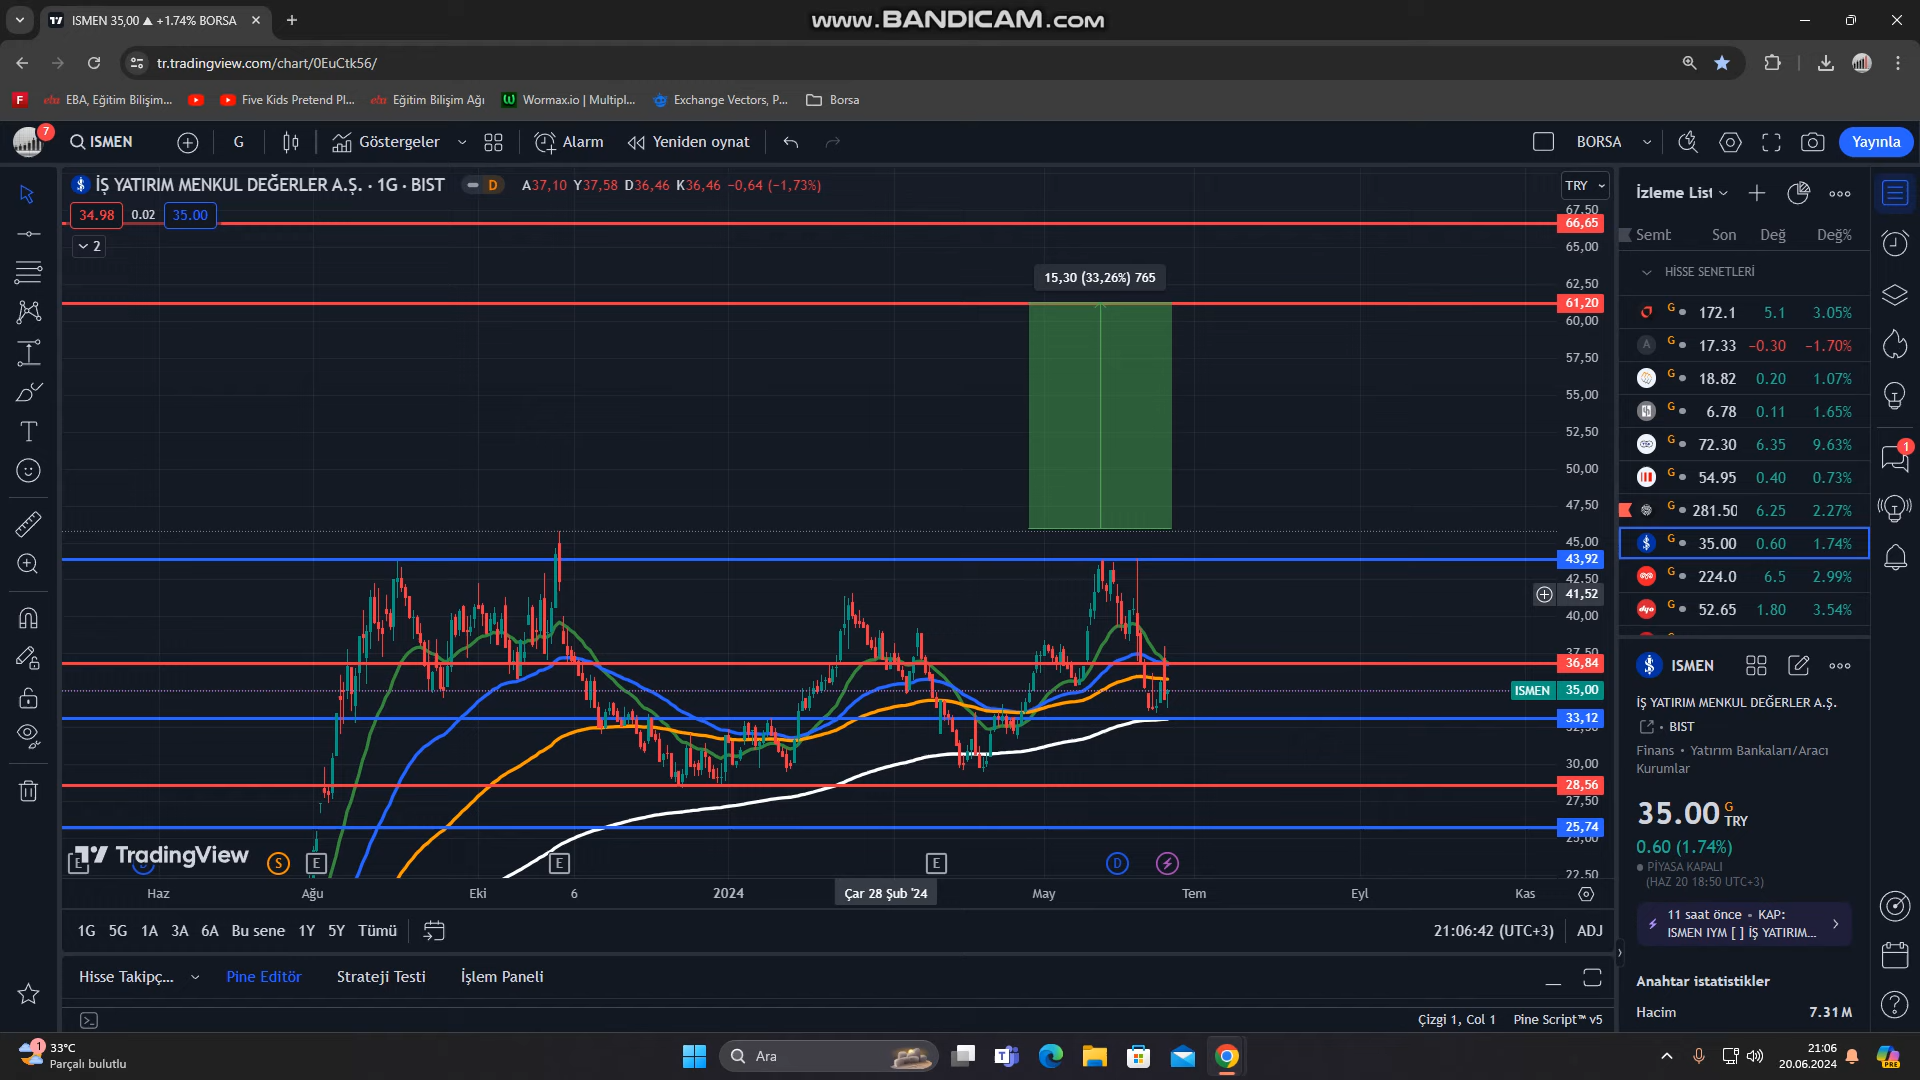 ISMEN 35,00 ▲ +1.74% BORSA
www.BANDICAM.com
tr.tradingview.com/chart/0EuCtk56/
EBA, Eğitim Bilişim...
Five Kids Pretend Pl...
Eğitim Bilişim Ağı
Wormax.io | Multipl...
Exchange Vectors, P...
Borsa
7
ISMEN
G
Göstergeler
Alarm
Yeniden oynat
BORSA
Yayınla
İŞ YATIRIM MENKUL DEĞERLER A.Ş. · 1G · BIST
D
A37,10 Y37,58 D36,46 K36,46 −0,64 (−1,73%)
34.98 0.02 35.00
2
TRY
67,50
66,65
65,00
62,50
61,20
60,00
57,50
55,00
52,50
50,00
47,50
45,00
43,92
42,50
41,52
40,00
37,50
36,84
ISMEN 35,00
33,12
32,50
30,00
28,56
27,50
25,74
25,00
22,50
15,30 (33,26%) 765
TradingView
E D S E E E D
Haz Ağu Eki 6 2024 Çar 28 Şub '24 May Tem Eyl Kas
1G 5G 1A 3A 6A Bu sene 1Y 5Y Tümü
21:06:42 (UTC+3) ADJ
Hisse Takipç... Pine Editör Strateji Testi İşlem Paneli
Çizgi 1, Col 1 Pine Script™ v5
İzleme List
Semt Son Değ Değ%
HİSSE SENETLERİ
G 172.1 5.1 3.05%
G 17.33 −0.30 −1.70%
G 18.82 0.20 1.07%
G 6.78 0.11 1.65%
G 72.30 6.35 9.63%
G 54.95 0.40 0.73%
G 281.50 6.25 2.27%
G 35.00 0.60 1.74%
G 224.0 6.5 2.99%
G 52.65 1.80 3.54%
1
ISMEN
İŞ YATIRIM MENKUL DEĞERLER A.Ş.
BIST
Finans • Yatırım Bankaları/Aracı
Kurumlar
35.00 G TRY
0.60 (1.74%)
PİYASA KAPALI
(HAZ 20 18:50 UTC+3)
11 saat önce • KAP:
ISMEN IYM [ ] İŞ YATIRIM...
Anahtar istatistikler
Hacim 7.31M
1
33°C
Parçalı bulutlu
Ara
21:06
20.06.2024
PRE